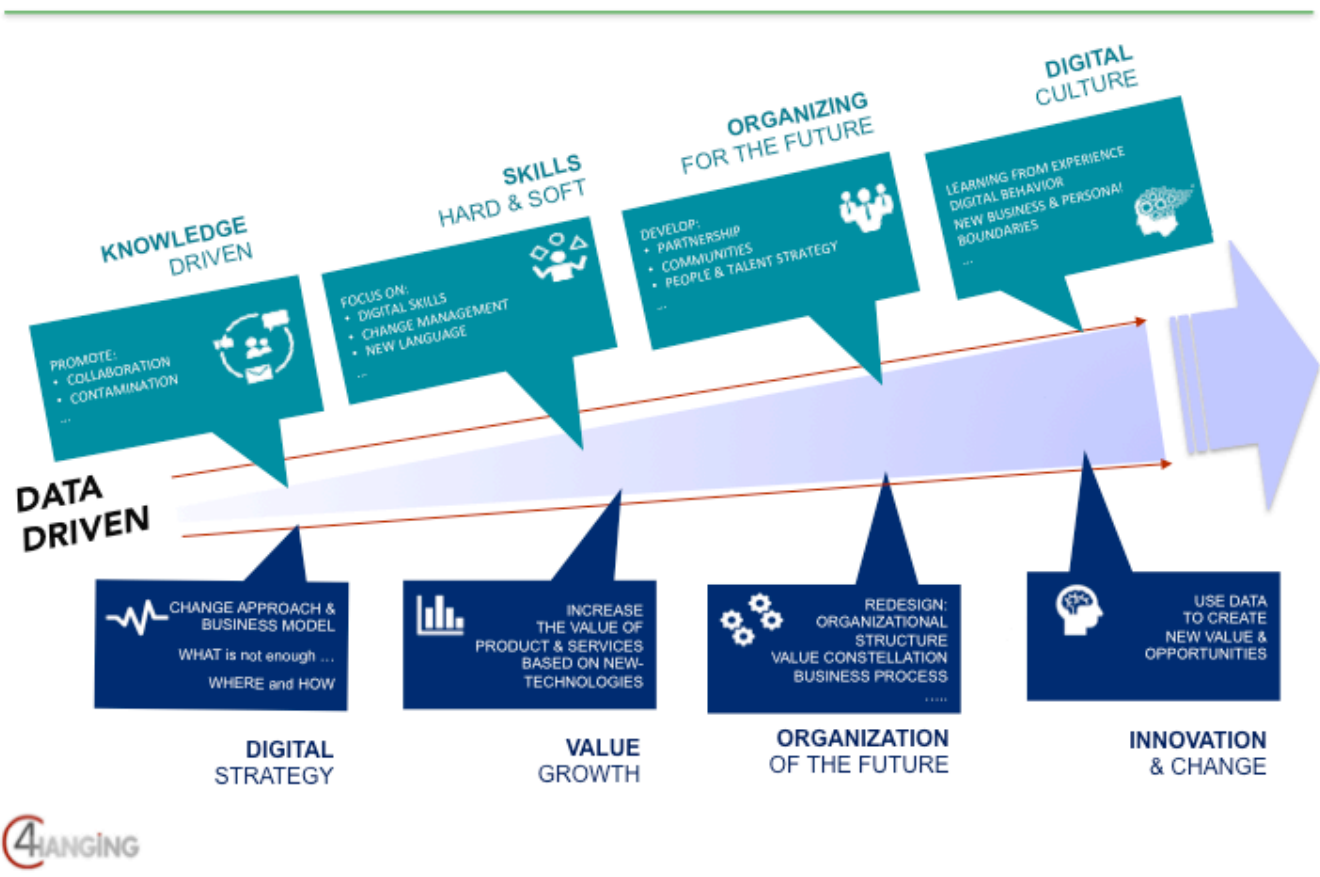 DIGITAL
CULTURE
LEARNING FROM EXPERIENCE
DIGITAL BEHAVIOR
NEW BUSINESS & PERSONAL
BOUNDARIES
...
ORGANIZING
FOR THE FUTURE
DEVELOP:
• PARTNERSHIP
• COMMUNITIES
• PEOPLE & TALENT STRATEGY
...
SKILLS
HARD & SOFT
FOCUS ON:
• DIGITAL SKILLS
• CHANGE MANAGEMENT
• NEW LANGUAGE
...
KNOWLEDGE
DRIVEN
PROMOTE:
• COLLABORATION
• CONTAMINATION
...
DATA
DRIVEN
CHANGE APPROACH &
BUSINESS MODEL
WHAT is not enough ...
WHERE and HOW
DIGITAL
STRATEGY
INCREASE
THE VALUE OF
PRODUCT & SERVICES
BASED ON NEW-
TECHNOLOGIES
VALUE
GROWTH
REDESIGN:
ORGANIZATIONAL
STRUCTURE
VALUE CONSTELLATION
BUSINESS PROCESS
.....
ORGANIZATION
OF THE FUTURE
USE DATA
TO CREATE
NEW VALUE &
OPPORTUNITIES
INNOVATION
& CHANGE
C4HANGING